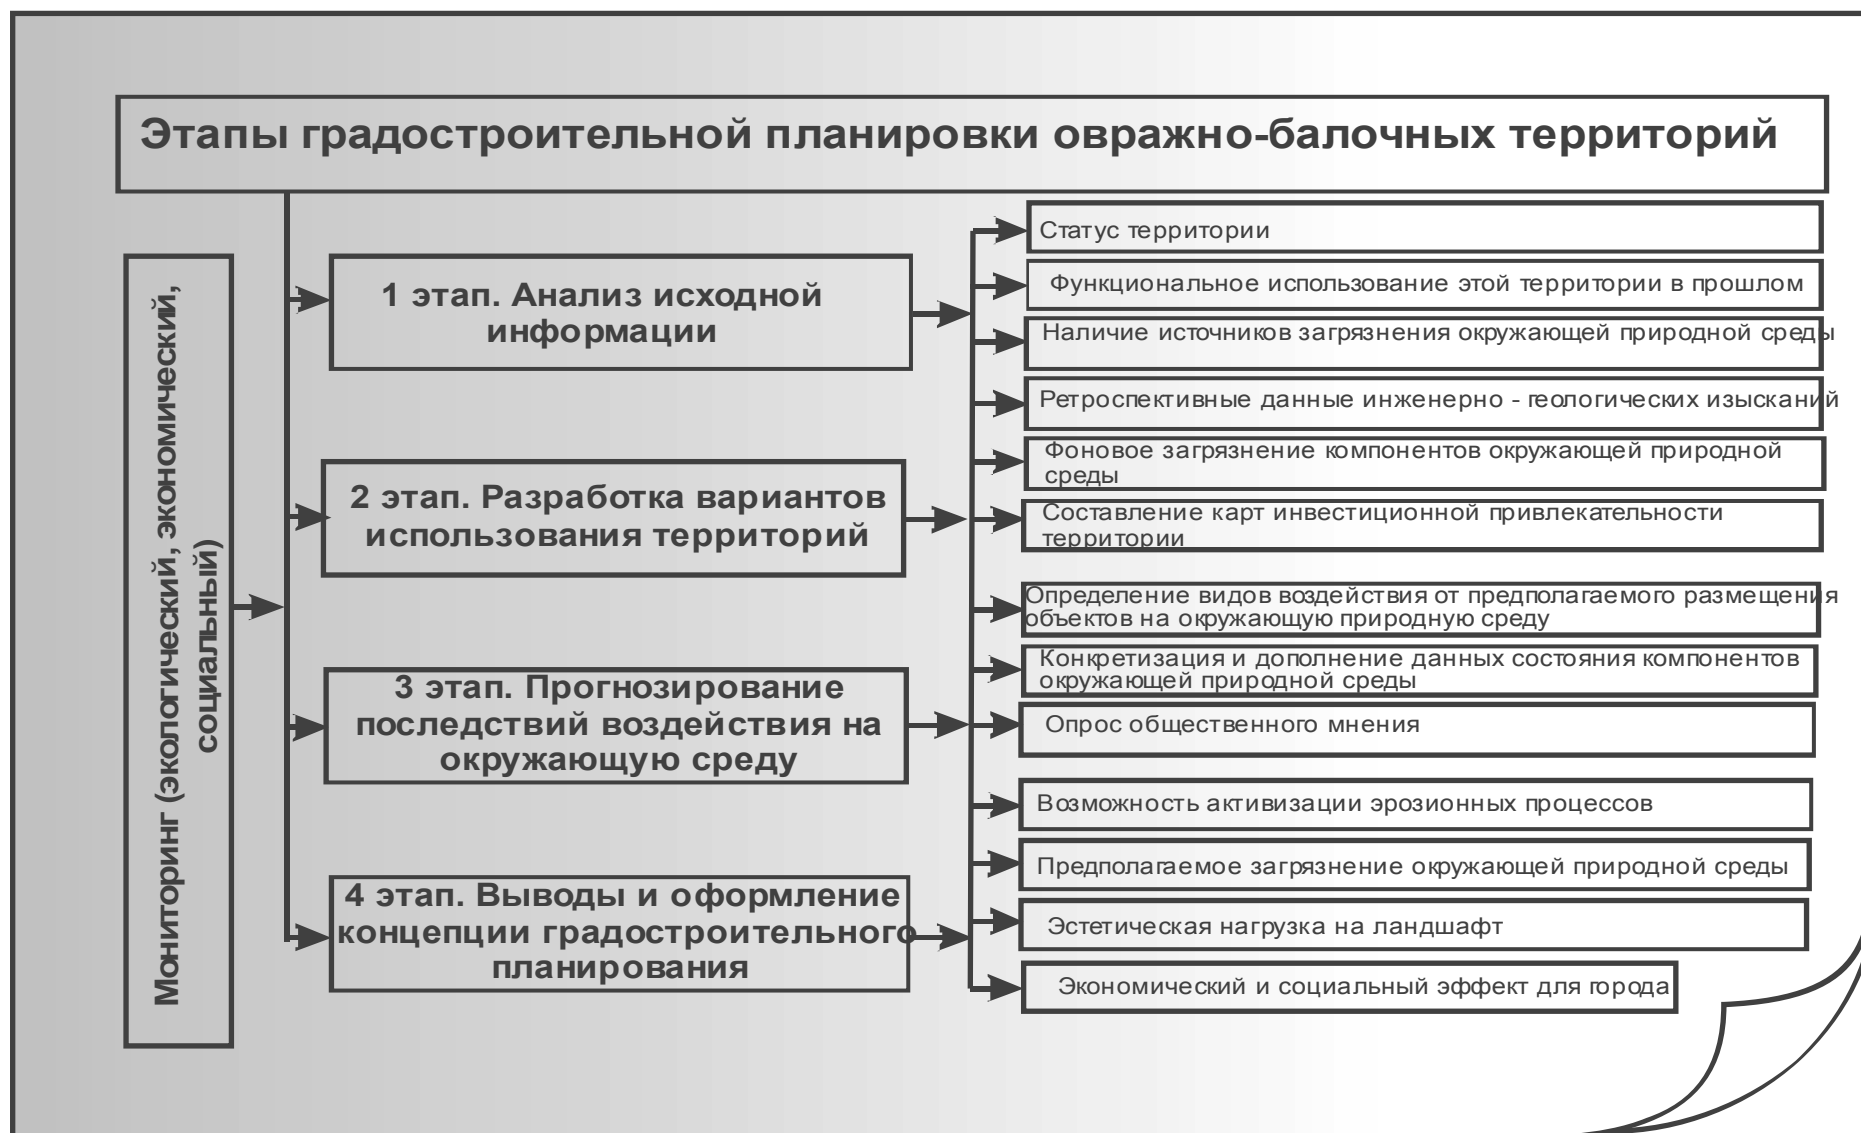 Этапы градостроительной планировки овражно-балочных территорий
Мониторинг (экологический, экономический,
социальный)
1 этап. Анализ исходной
информации
2 этап. Разработка вариантов
использования территорий
3 этап. Прогнозирование
последствий воздействия на
окружающую среду
4 этап. Выводы и оформление
концепции градостроительного
планирования
Статус территории
Функциональное использование этой территории в прошлом
Наличие источников загрязнения окружающей природной среды
Ретроспективные данные инженерно - геологических изысканий
Фоновое загрязнение компонентов окружающей природной
среды
Составление карт инвестиционной привлекательности
территории
Определение видов воздействия от предполагаемого размещения
объектов на окружающую природную среду
Конкретизация и дополнение данных состояния компонентов
окружающей природной среды
Опрос общественного мнения
Возможность активизации эрозионных процессов
Предполагаемое загрязнение окружающей природной среды
Эстетическая нагрузка на ландшафт
Экономический и социальный эффект для города